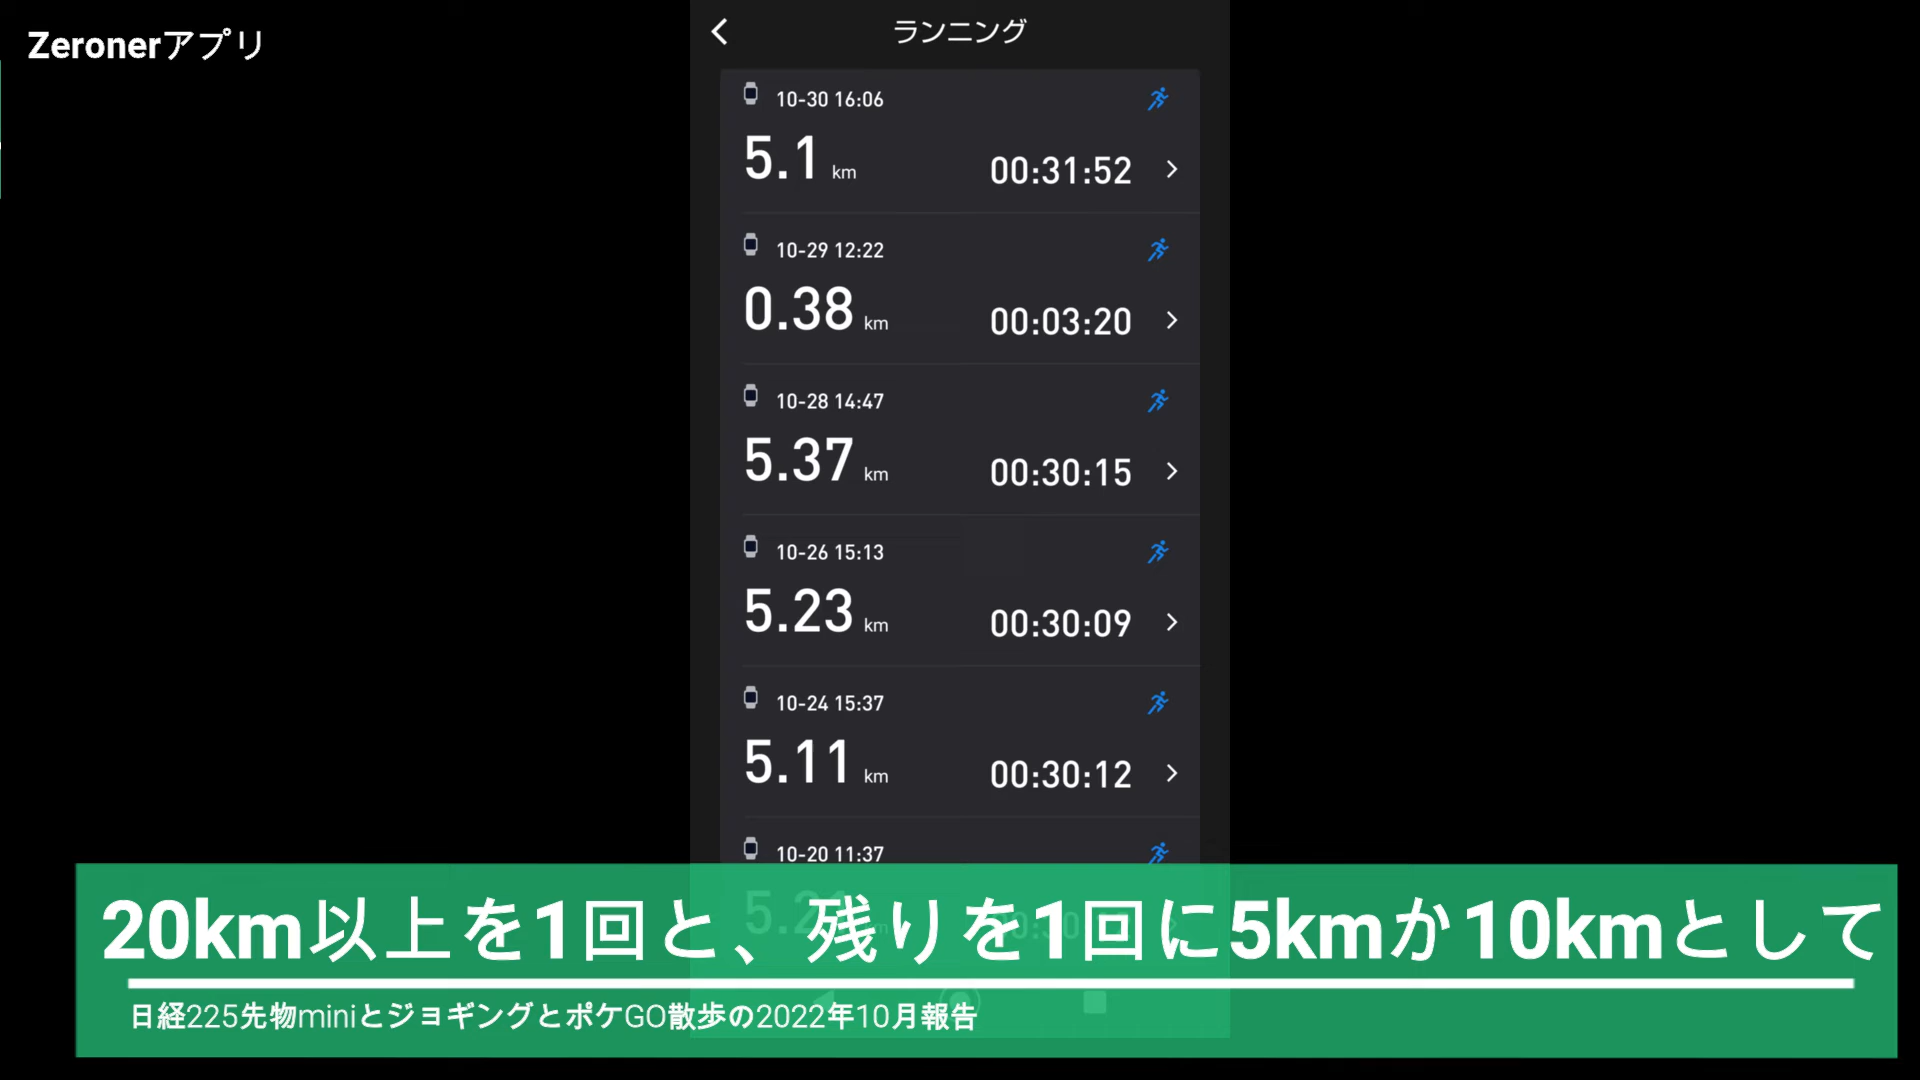 Zeronerアプリ
ランニング
10-30 16:06
5.1 km 00:31:52
10-29 12:22
0.38 km 00:03:20
10-28 14:47
5.37 km 00:30:15
10-26 15:13
5.23 km 00:30:09
10-24 15:37
5.11 km 00:30:12
10-20 11:37
20km以上を1回と、残りを1回に5kmか10kmとして
日経225先物miniとジョギングとポケGO散歩の2022年10月報告